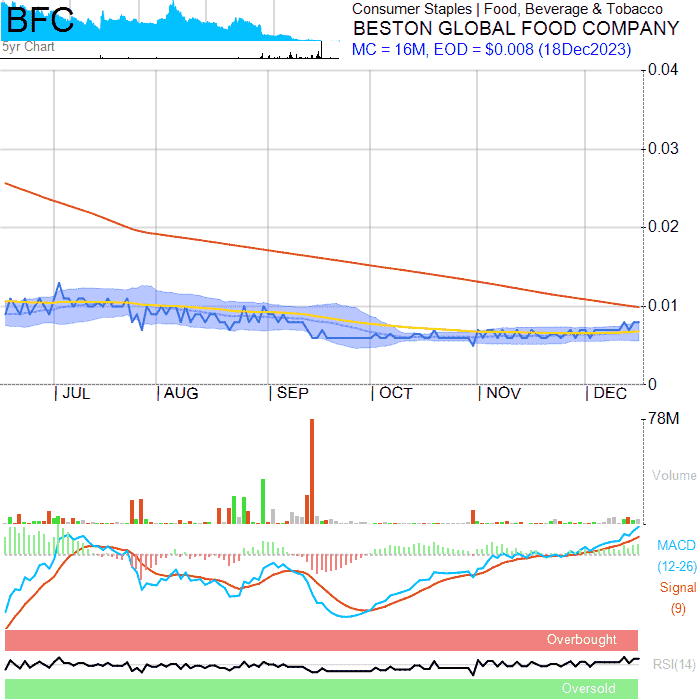 BFC
5yr Chart
Consumer Staples | Food, Beverage & Tobacco
BESTON GLOBAL FOOD COMPANY
MC = 16M, EOD = $0.008 (18Dec2023)
0.04
0.03
0.02
0.01
0
| JUL | AUG | SEP | OCT | NOV | DEC
78M
Volume
MACD
(12-26)
Signal
(9)
Overbought
RSI(14)
Oversold